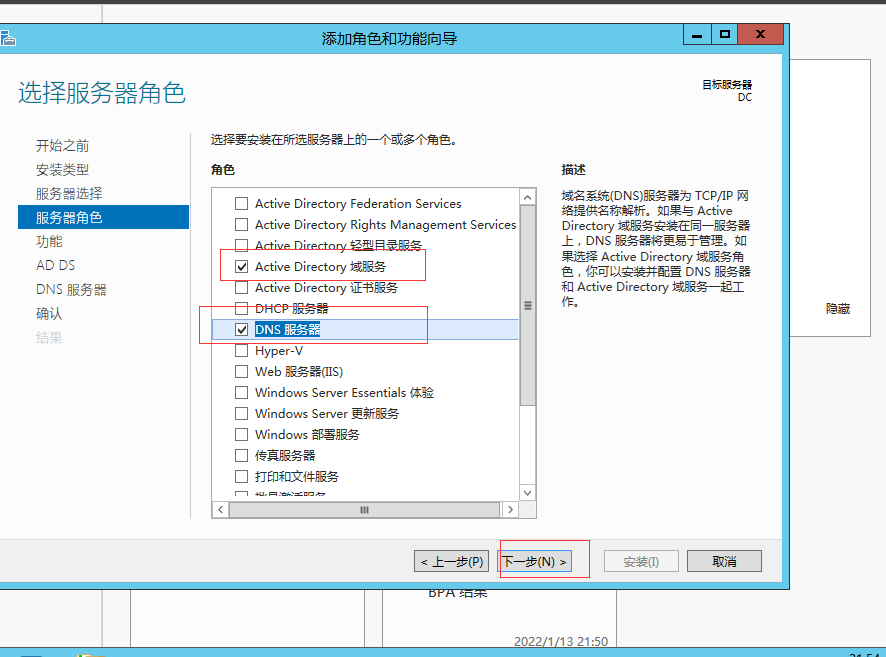 添加角色和功能向导
选择服务器角色
目标服务器
DC
开始之前
安装类型
服务器选择
服务器角色
功能
AD DS
DNS 服务器
确认
结果
选择要安装在所选服务器上的一个或多个角色。
角色
Active Directory Federation Services
Active Directory Rights Management Services
Active Directory 轻型目录服务
Active Directory 域服务
Active Directory 证书服务
DHCP 服务器
DNS 服务器
Hyper-V
Web 服务器(IIS)
Windows Server Essentials 体验
Windows Server 更新服务
Windows 部署服务
传真服务器
打印和文件服务
批量激活服务
描述
域名系统(DNS)服务器为 TCP/IP 网
络提供名称解析。如果与 Active
Directory 域服务安装在同一服务器
上，DNS 服务器将更易于管理。如
果选择 Active Directory 域服务角
色，你可以安装并配置 DNS 服务器
和 Active Directory 域服务一起工
作。
隐藏
< 上一步(P)
下一步(N) >
安装(I)
取消
BPA 结果
2022/1/13 21:50
21:54